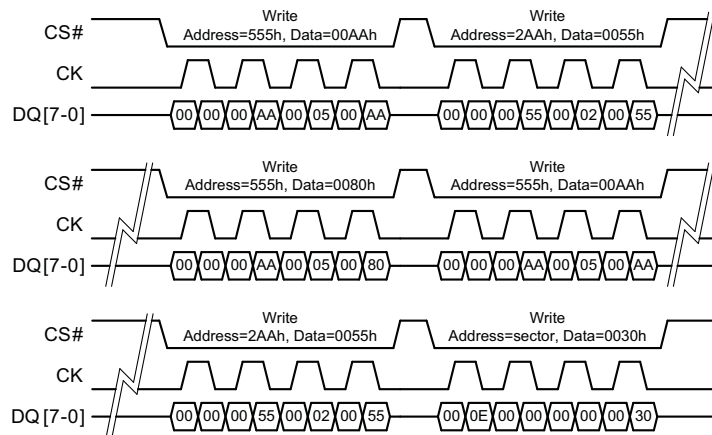 Write Write
CS# Address=555h, Data=00AAh Address=2AAh, Data=0055h
CK
DQ[7-0] 00 00 00 AA 00 05 00 AA 00 00 00 55 00 02 00 55
Write Write
CS# Address=555h, Data=0080h Address=555h, Data=00AAh
CK
DQ[7-0] 00 00 00 AA 00 05 00 80 00 00 00 AA 00 05 00 AA
Write Write
CS# Address=2AAh, Data=0055h Address=sector, Data=0030h
CK
DQ[7-0] 00 00 00 55 00 02 00 55 00 0E 00 00 00 00 00 30